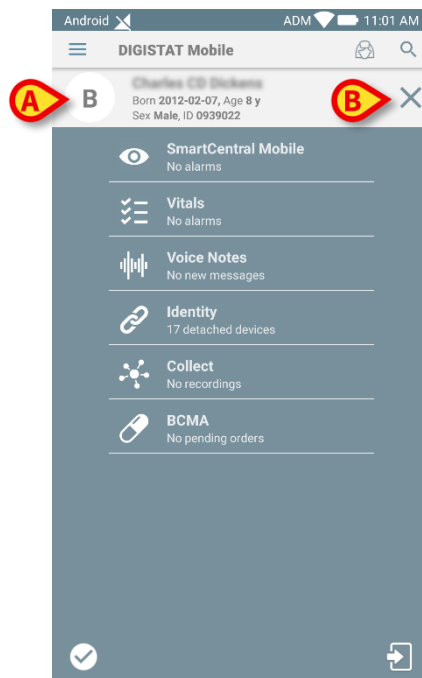 Android ADM 11:01 AM
DIGISTAT Mobile
A B B
Born 2012-02-07, Age 8 y
Sex Male, ID 0939022
SmartCentral Mobile
No alarms
Vitals
No alarms
Voice Notes
No new messages
Identity
17 detached devices
Collect
No recordings
BCMA
No pending orders